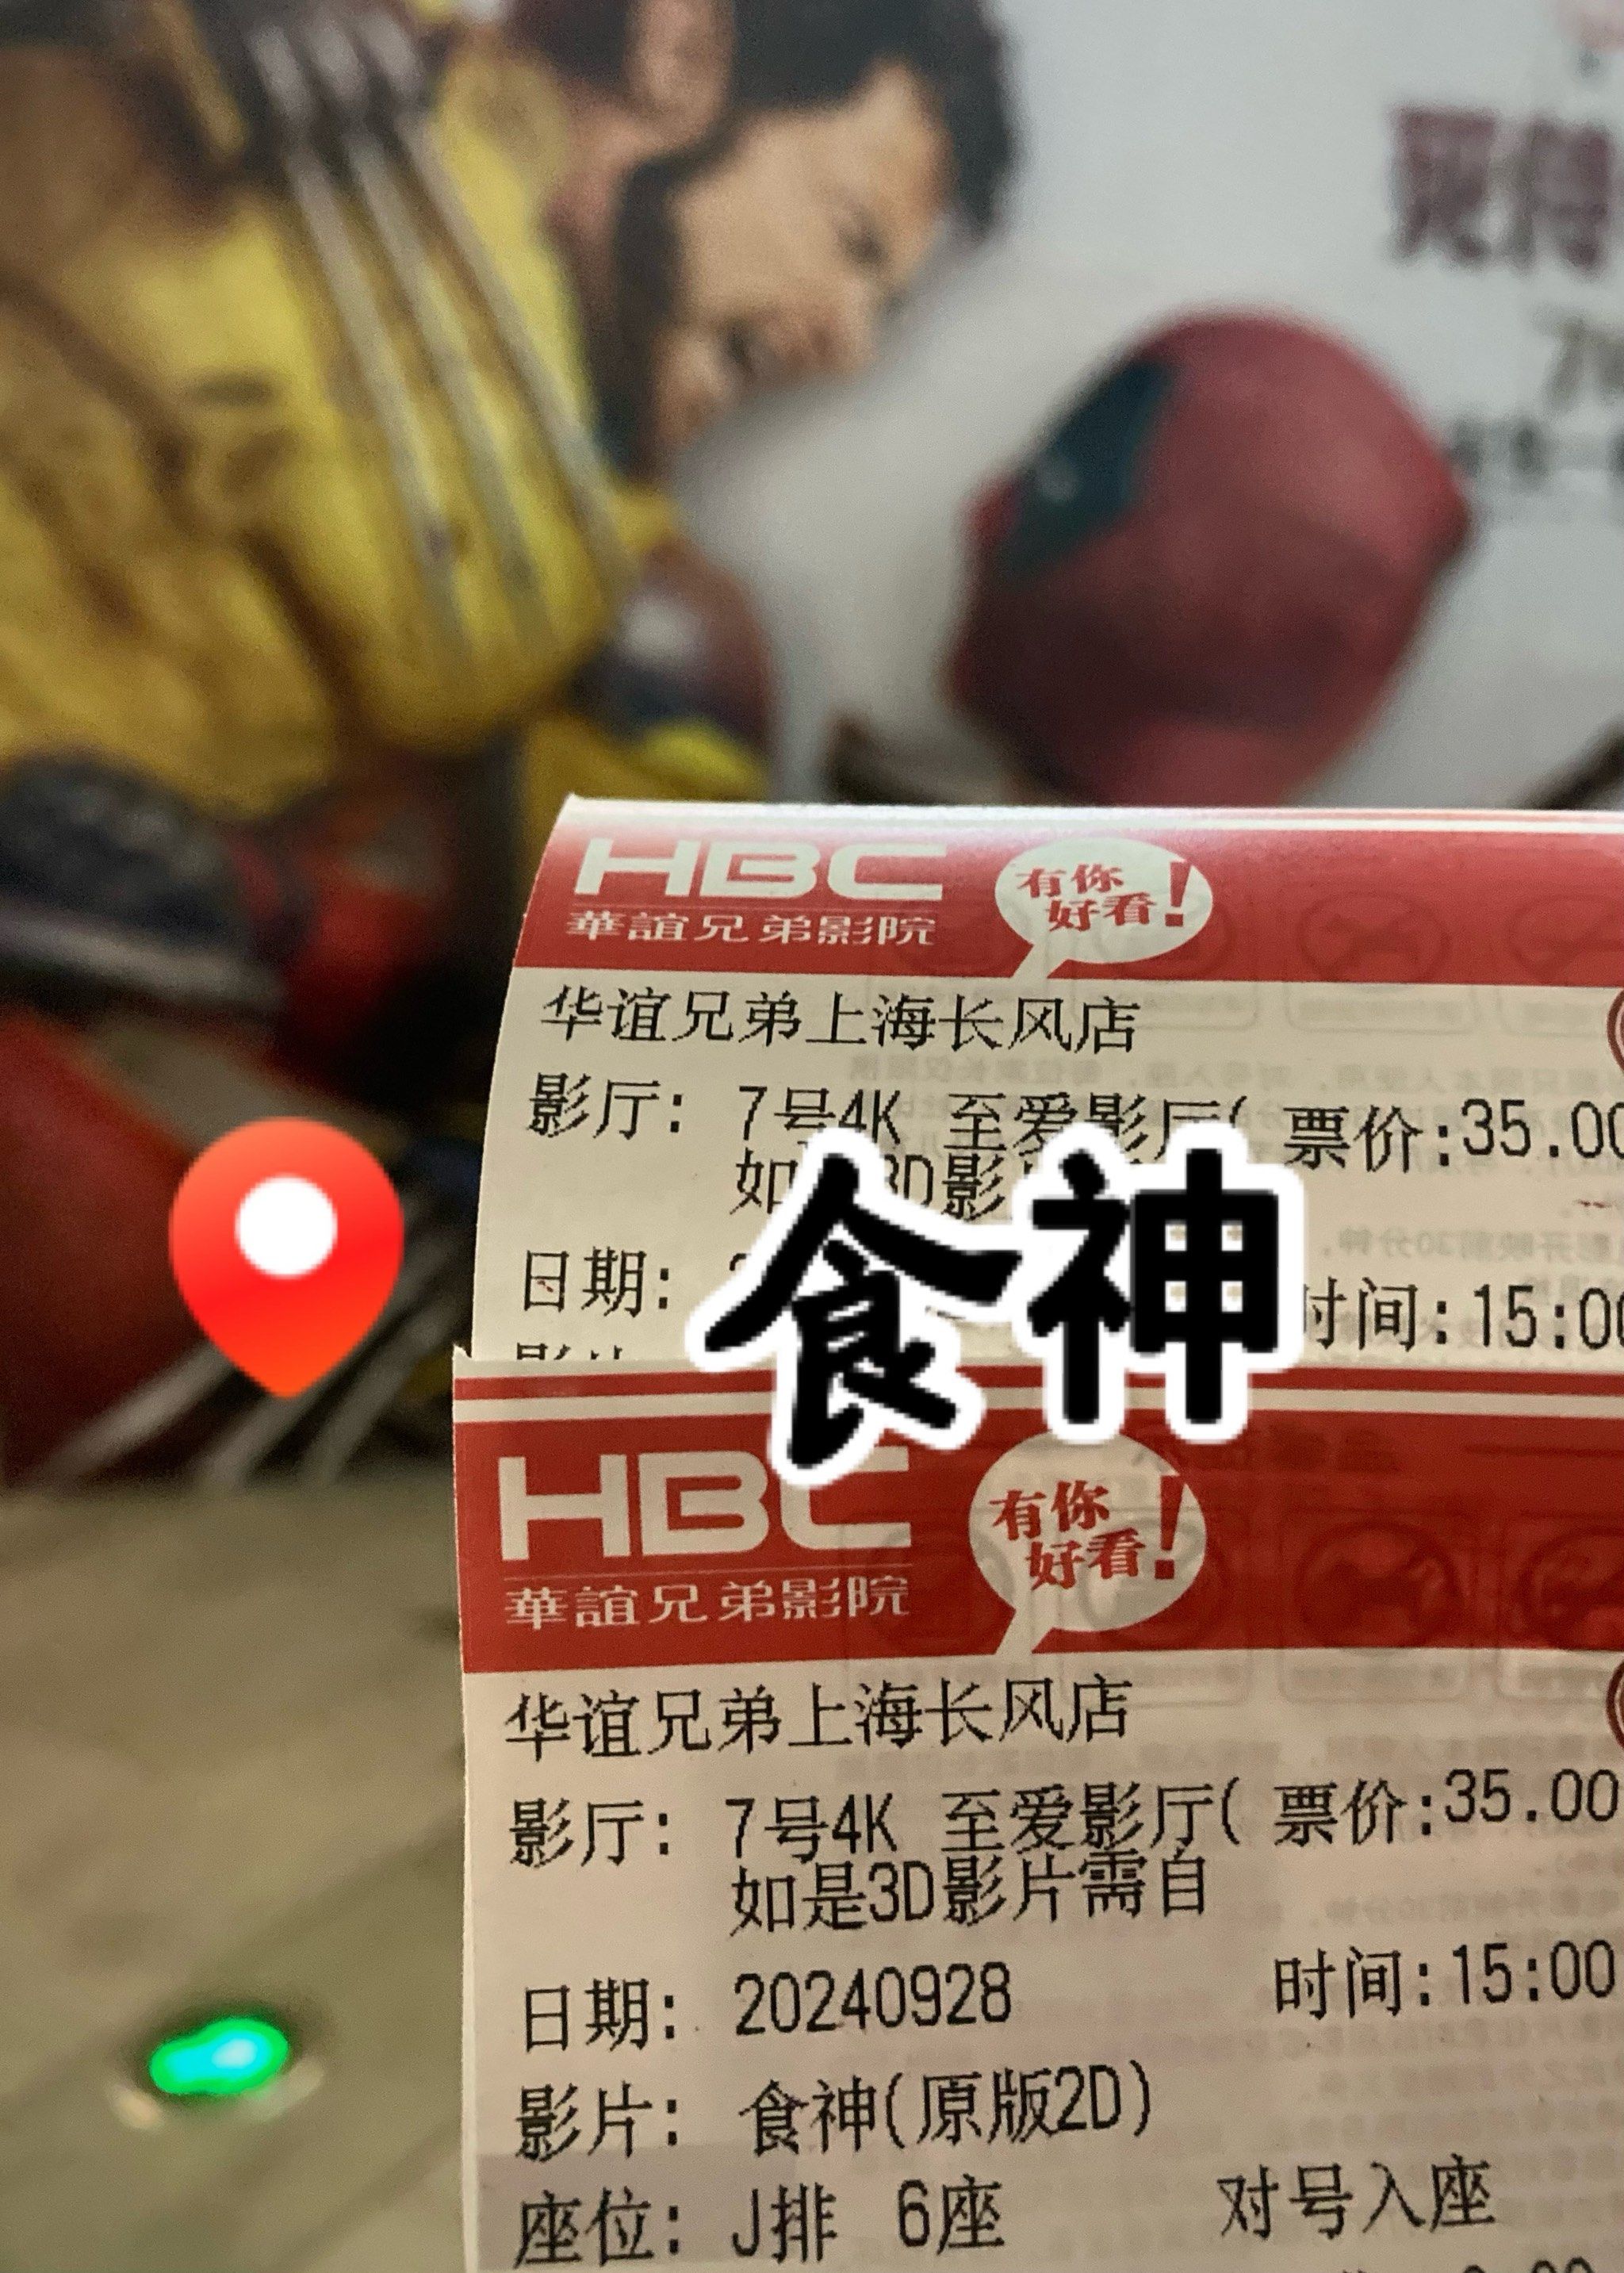 HBC 有你好看!
華誼兄弟影院
华谊兄弟上海长风店
影厅: 7号4K 至爱影厅( 票价:35.00
如 3D影
日期: 时间:15:00
食神
HBC 有你好看!
華誼兄弟影院
华谊兄弟上海长风店
影厅: 7号4K 至爱影厅( 票价:35.00
如是3D影片需自
日期: 20240928 时间:15:00
影片: 食神(原版2D)
座位: J排 6座 对号入座